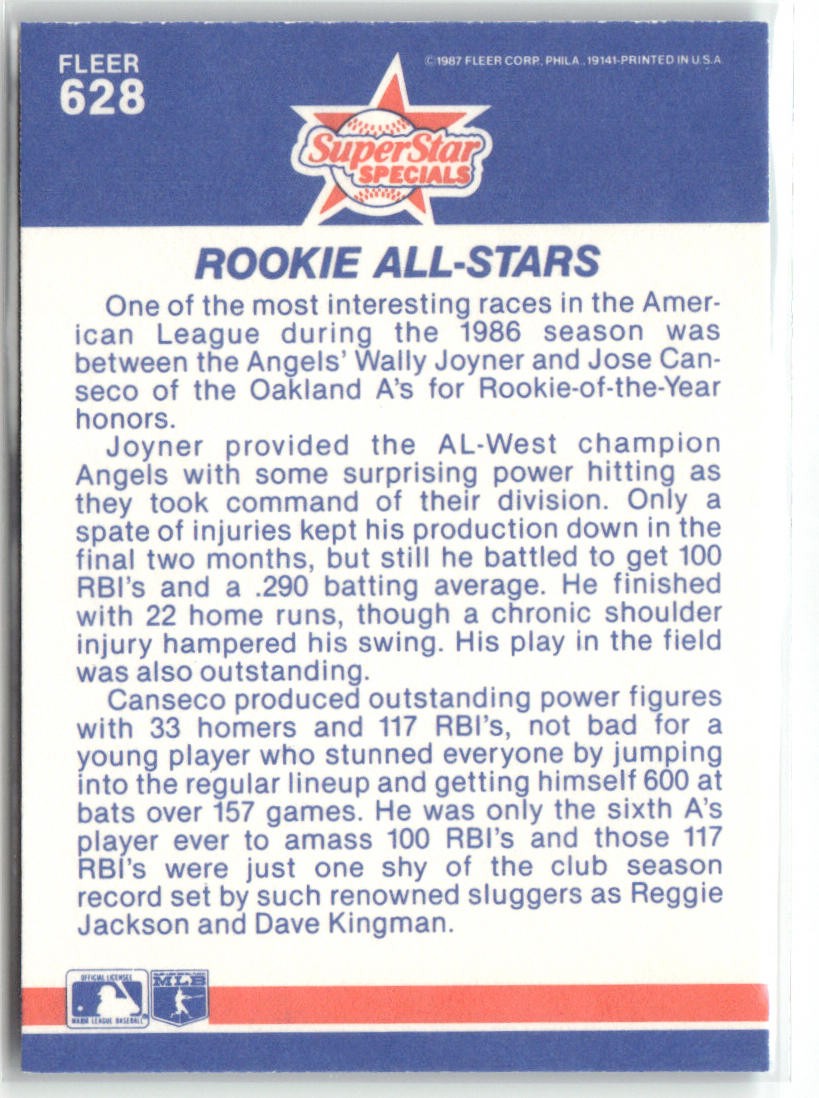 FLEER
628
©1987 FLEER CORP. PHILA., 19141-PRINTED IN U.S.A.
SuperStar
SPECIALS
ROOKIE ALL-STARS
One of the most interesting races in the Amer-
ican League during the 1986 season was
between the Angels' Wally Joyner and Jose Can-
seco of the Oakland A's for Rookie-of-the-Year
honors.
Joyner provided the AL-West champion
Angels with some surprising power hitting as
they took command of their division. Only a
spate of injuries kept his production down in the
final two months, but still he battled to get 100
RBI's and a .290 batting average. He finished
with 22 home runs, though a chronic shoulder
injury hampered his swing. His play in the field
was also outstanding.
Canseco produced outstanding power figures
with 33 homers and 117 RBI's, not bad for a
young player who stunned everyone by jumping
into the regular lineup and getting himself 600 at
bats over 157 games. He was only the sixth A's
player ever to amass 100 RBI's and those 117
RBI's were just one shy of the club season
record set by such renowned sluggers as Reggie
Jackson and Dave Kingman.
OFFICIAL LICENSEE
MAJOR LEAGUE BASEBALL
MLB